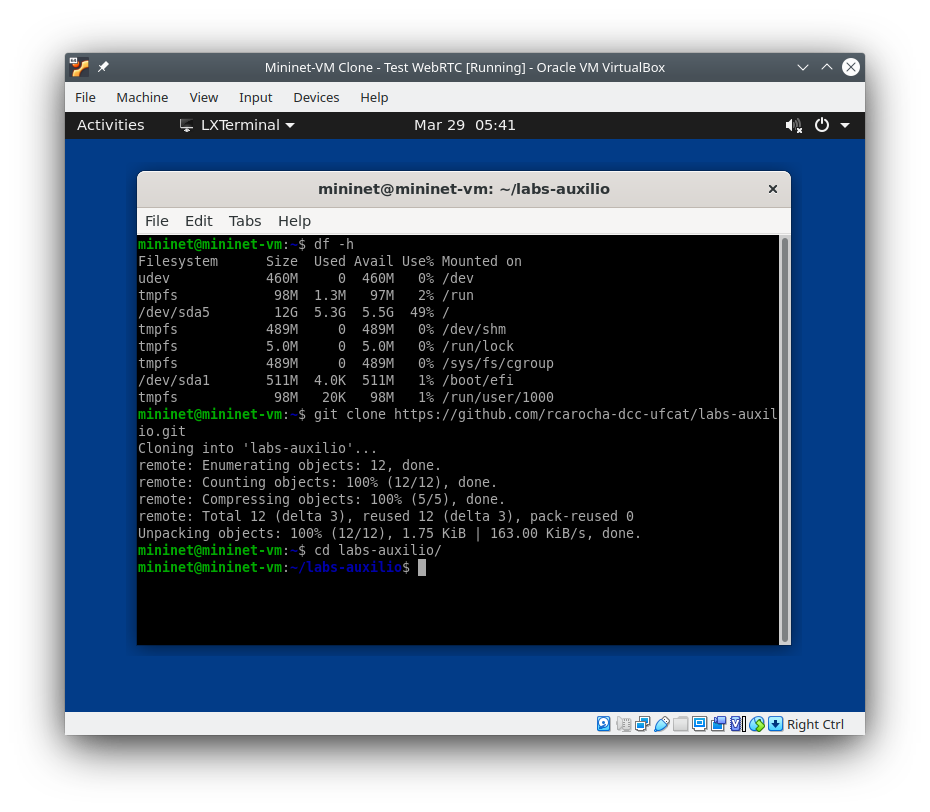 Mininet-VM Clone - Test WebRTC [Running] - Oracle VM VirtualBox
File Machine View Input Devices Help
Activities LXTerminal Mar 29 05:41
mininet@mininet-vm: ~/labs-auxilio
File Edit Tabs Help
mininet@mininet-vm:~$ df -h
Filesystem      Size  Used Avail Use% Mounted on
udev            460M     0  460M   0% /dev
tmpfs            98M  1.3M   97M   2% /run
/dev/sda5        12G  5.3G  5.5G  49% /
tmpfs           489M     0  489M   0% /dev/shm
tmpfs           5.0M     0  5.0M   0% /run/lock
tmpfs           489M     0  489M   0% /sys/fs/cgroup
/dev/sda1       511M  4.0K  511M   1% /boot/efi
tmpfs            98M   20K   98M   1% /run/user/1000
mininet@mininet-vm:~$ git clone https://github.com/rcarocha-dcc-ufcat/labs-auxil
io.git
Cloning into 'labs-auxilio'...
remote: Enumerating objects: 12, done.
remote: Counting objects: 100% (12/12), done.
remote: Compressing objects: 100% (5/5), done.
remote: Total 12 (delta 3), reused 12 (delta 3), pack-reused 0
Unpacking objects: 100% (12/12), 1.75 KiB | 163.00 KiB/s, done.
mininet@mininet-vm:~$ cd labs-auxilio/
mininet@mininet-vm:~/labs-auxilio$
Right Ctrl